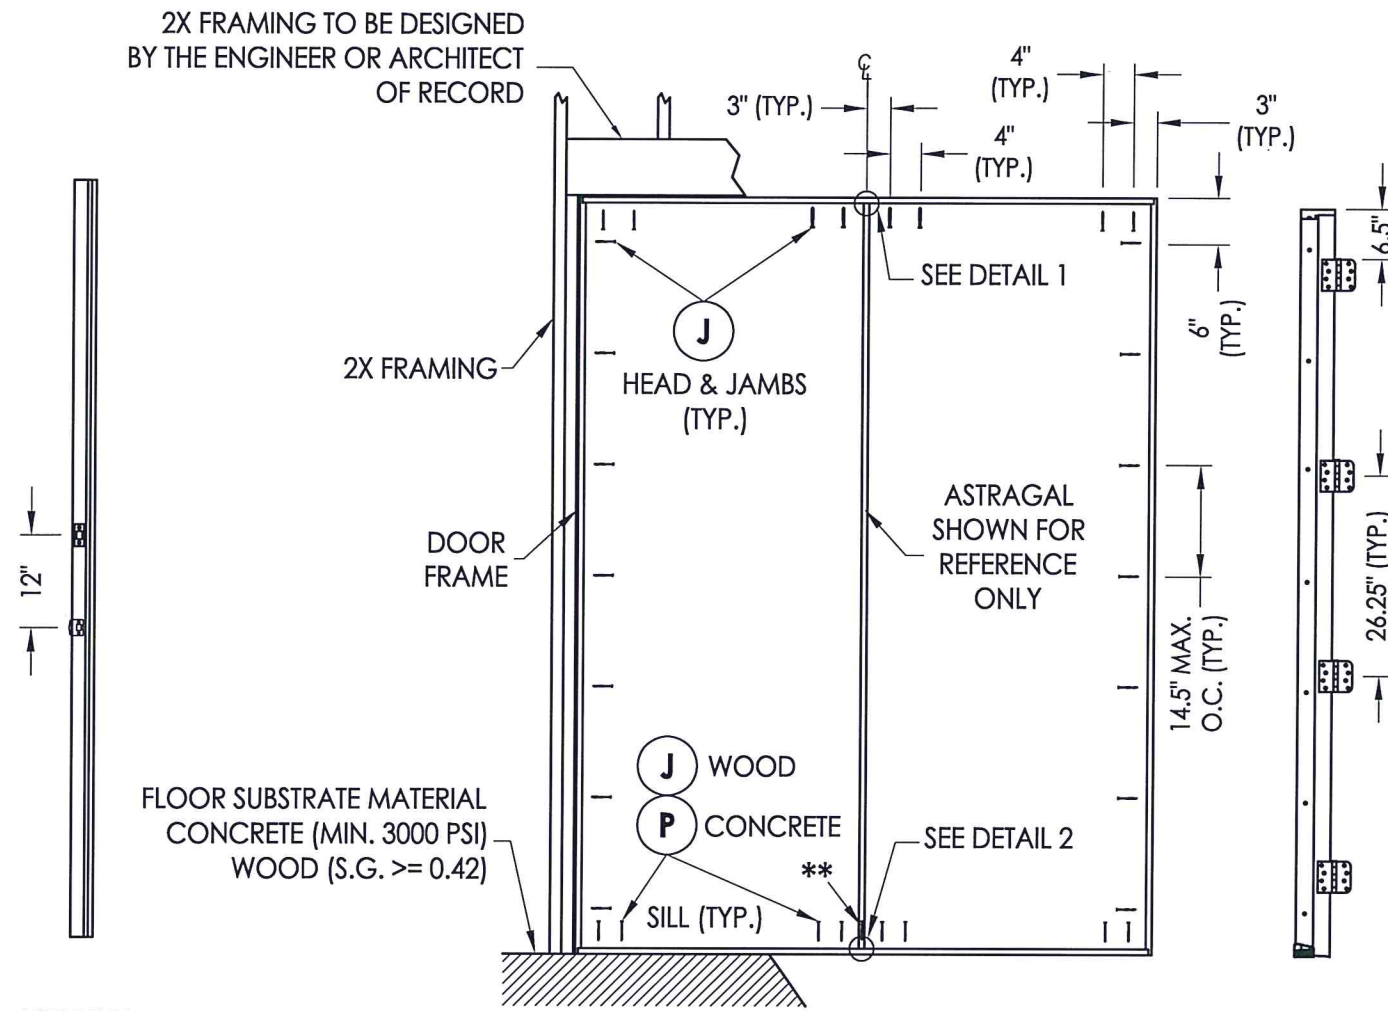 2X FRAMING TO BE DESIGNED
BY THE ENGINEER OR ARCHITECT
OF RECORD
3" (TYP.)
℄
4"
(TYP.)
4"
(TYP.)
3"
(TYP.)
6.5"
SEE DETAIL 1
6"
(TYP.)
J
HEAD & JAMBS
(TYP.)
2X FRAMING
ASTRAGAL
SHOWN FOR
REFERENCE
ONLY
DOOR
FRAME
12"
14.5" MAX.
O.C. (TYP.)
26.25" (TYP.)
J WOOD
P CONCRETE
FLOOR SUBSTRATE MATERIAL
CONCRETE (MIN. 3000 PSI)
WOOD (S.G. >= 0.42)
SEE DETAIL 2
**
SILL (TYP.)